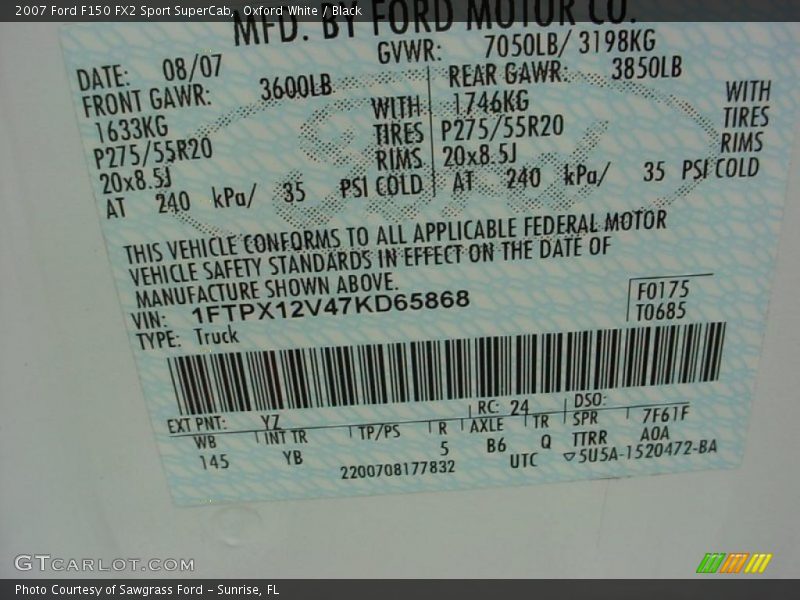 2007 Ford F150 FX2 Sport SuperCab, Oxford White / Black
MFD. BY FORD MOTOR CO.
DATE: 08/07 GVWR: 7050LB/ 3198KG
FRONT GAWR: 3600LB REAR GAWR: 3850LB
1633KG WITH 1746KG WITH
P275/55R20 TIRES P275/55R20 TIRES
20x8.5J RIMS 20x8.5J RIMS
AT 240 kPa/ 35 PSI COLD AT 240 kPa/ 35 PSI COLD
THIS VEHICLE CONFORMS TO ALL APPLICABLE FEDERAL MOTOR
VEHICLE SAFETY STANDARDS IN EFFECT ON THE DATE OF
MANUFACTURE SHOWN ABOVE.
VIN: 1FTPX12V47KD65868 F0175
TYPE: Truck T0685
EXT PNT: YZ RC: 24 DSO:
WB INT TR TP/PS R AXLE TR SPR 7F61F
145 YB 5 B6 Q TTRR A0A
2200708177832 UTC ▽5U5A-1520472-BA
GTCARLOT.COM
Photo Courtesy of Sawgrass Ford - Sunrise, FL